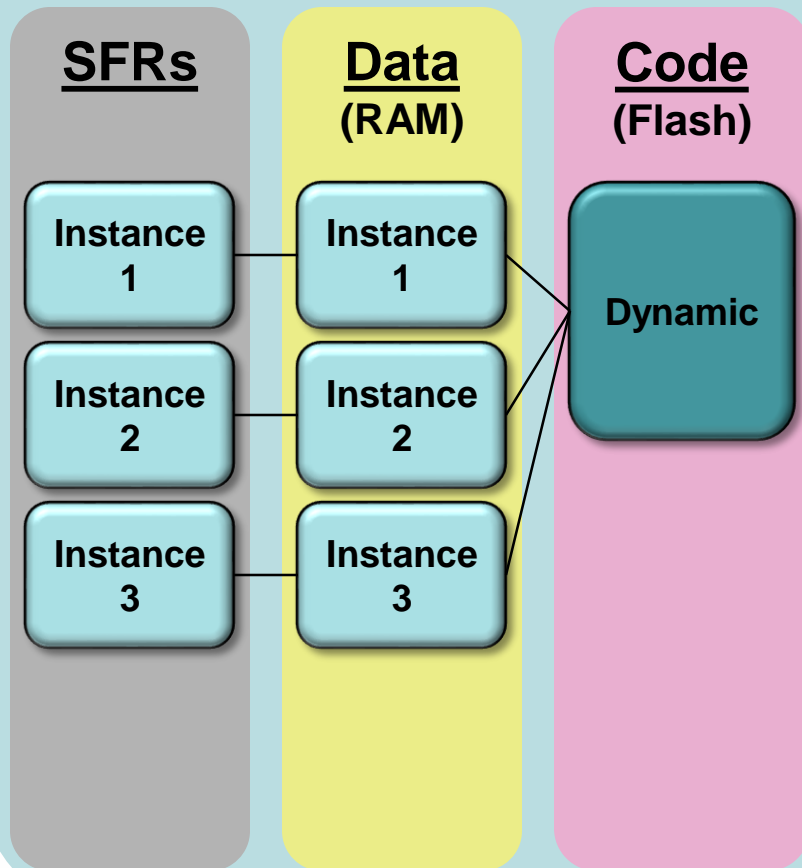 SFRs
Data
(RAM)
Code
(Flash)
Instance
1
Instance
1
Dynamic
Instance
2
Instance
2
Instance
3
Instance
3